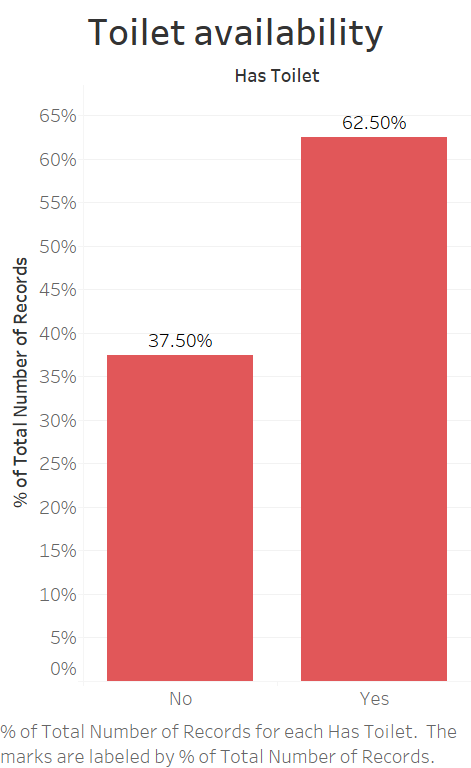 Toilet availability
Has Toilet
% of Total Number of Records
65%
60%
55%
50%
45%
40%
35%
30%
25%
20%
15%
10%
5%
0%
62.50%
37.50%
No
Yes
% of Total Number of Records for each Has Toilet. The
marks are labeled by % of Total Number of Records.